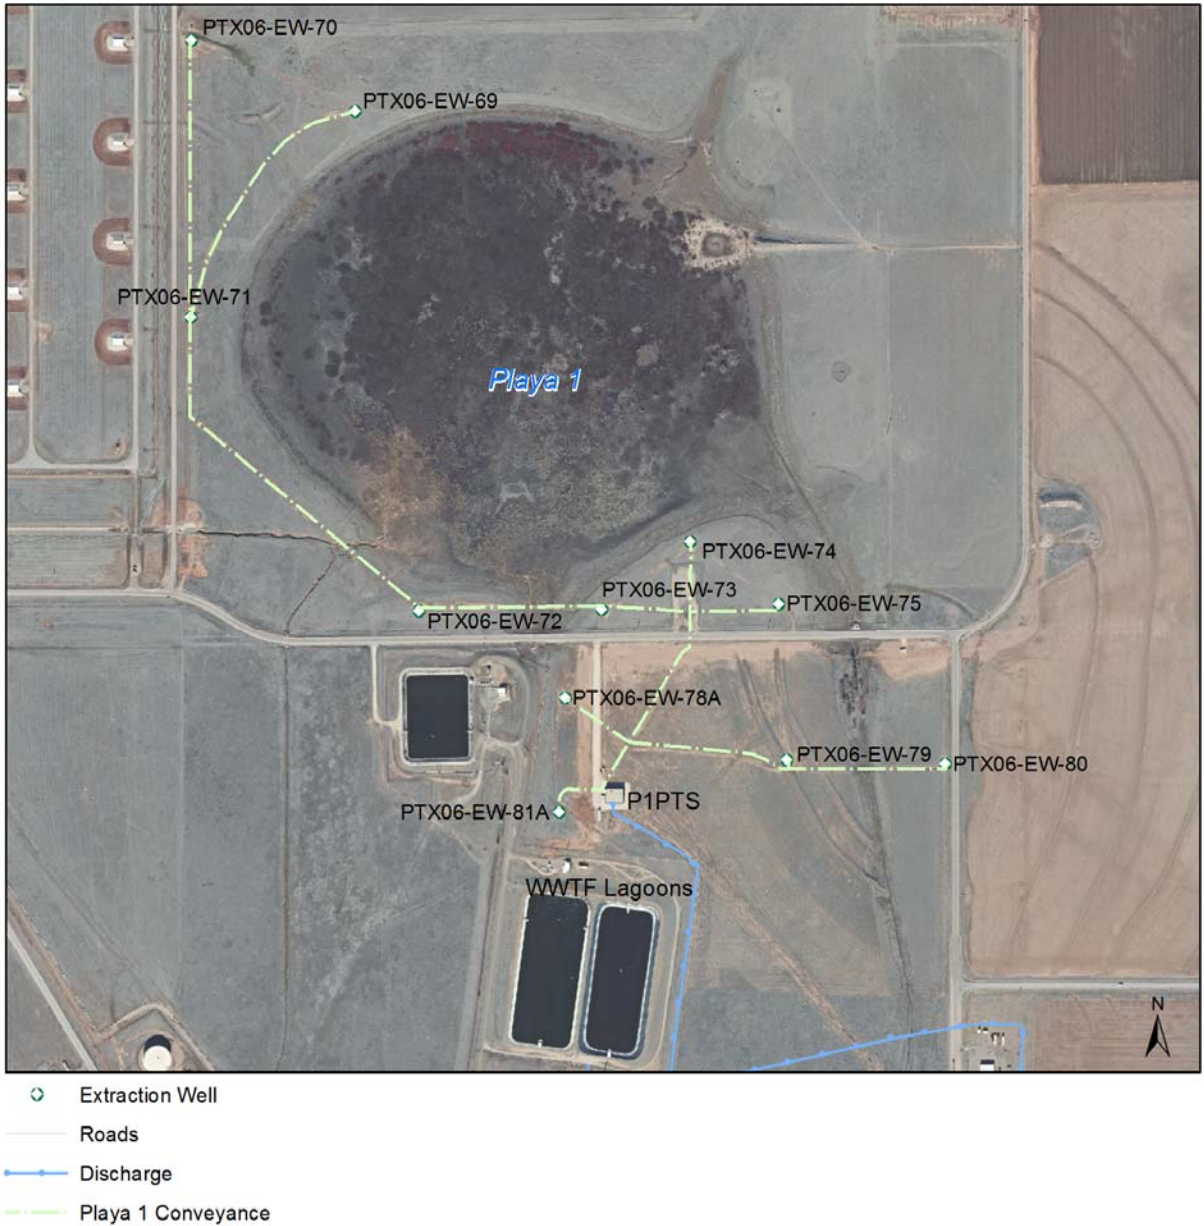 PTX06-EW-70
PTX06-EW-69
PTX06-EW-71
Playa 1
PTX06-EW-74
PTX06-EW-73
PTX06-EW-75
PTX06-EW-72
PTX06-EW-78A
PTX06-EW-79
PTX06-EW-80
P1PTS
PTX06-EW-81A
WWTF Lagoons
N
Extraction Well
Roads
Discharge
Playa 1 Conveyance